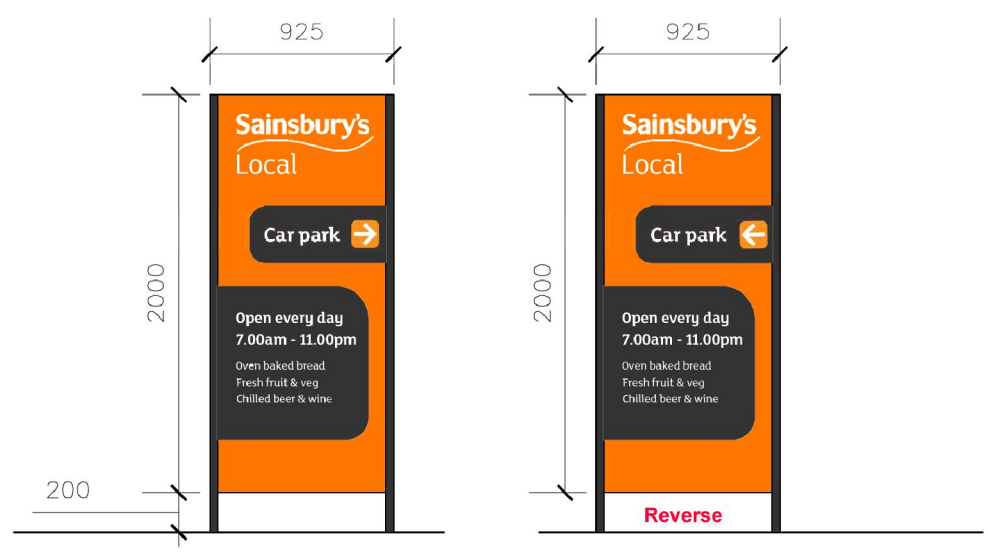 925
Sainsbury's
Local
Car park
Open every day
7.00am - 11.00pm
Oven baked bread
Fresh fruit & veg
Chilled beer & wine
2000
200
925
Sainsbury's
Local
Car park
Open every day
7.00am - 11.00pm
Oven baked bread
Fresh fruit & veg
Chilled beer & wine
2000
Reverse